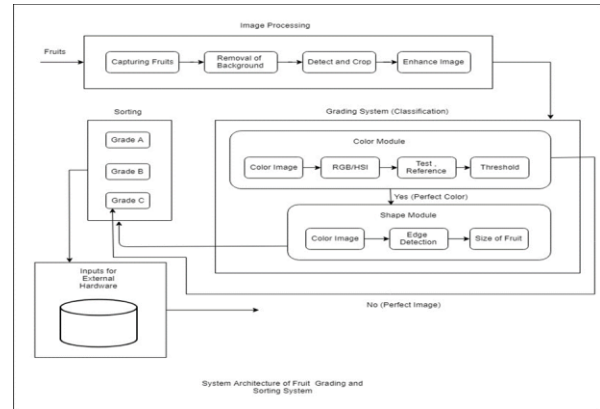 Image Processing
Fruits
Capturing Fruits
Removal of
Background
Detect and Crop
Enhance Image
Sorting
Grade A
Grade B
Grade C
Grading System (Classification)
Color Module
Color Image
RGB/HSI
Test ,
Reference
Threshold
Yes (Perfect Color)
Shape Module
Color Image
Edge
Detection
Size of Fruit
Inputs for
External
Hardware
No (Perfect Image)
System Architecture of Fruit Grading and
Sorting System